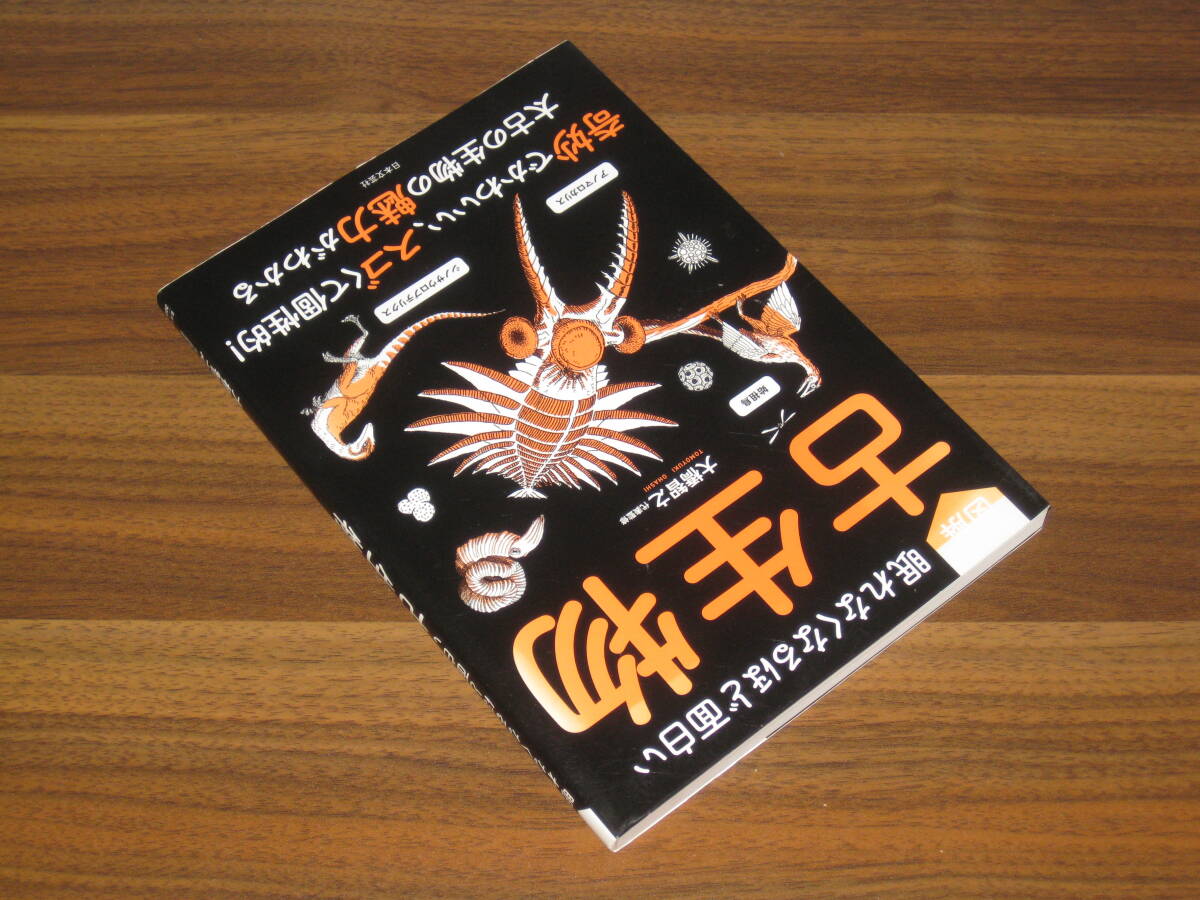 図解
眠れなくなるほど面白い
古生物
大橋智之 代表監修
TOMOYUKI OHASHI
始祖鳥
アノマロカリス
シノサウロプテリクス
奇妙でかわいい、スゴくて個性的!
太古の生物の魅力がわかる
日本文芸社